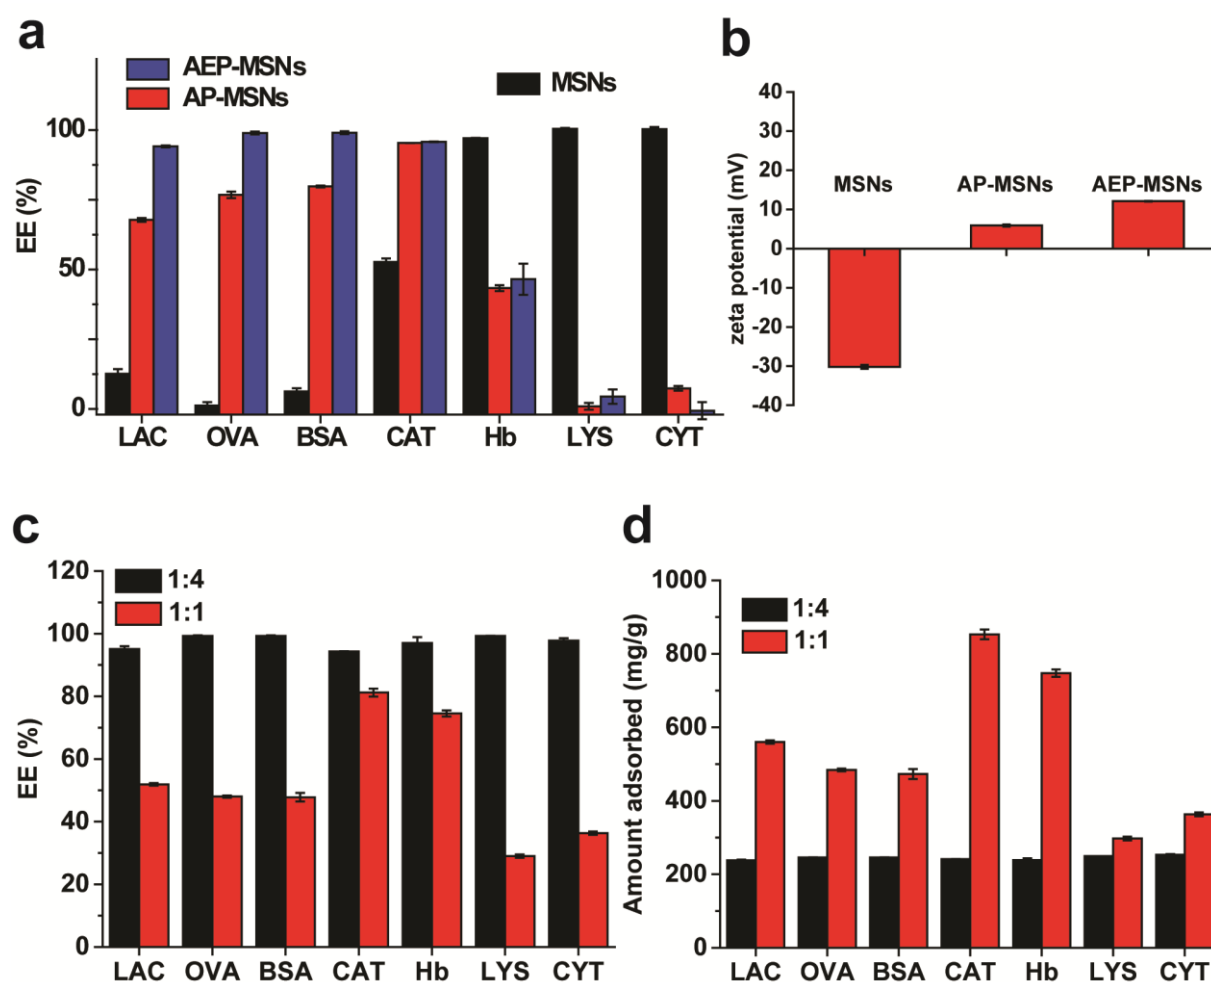 a
AEP-MSNs
AP-MSNs
MSNs
EE (%)
100
50
0
LAC OVA BSA CAT Hb LYS CYT
b
zeta potential (mV)
40
30
20
10
0
-10
-20
-30
-40
MSNs AP-MSNs AEP-MSNs
c
1:4
1:1
EE (%)
120
100
80
60
40
20
0
LAC OVA BSA CAT Hb LYS CYT
d
1:4
1:1
Amount adsorbed (mg/g)
1000
800
600
400
200
0
LAC OVA BSA CAT Hb LYS CYT